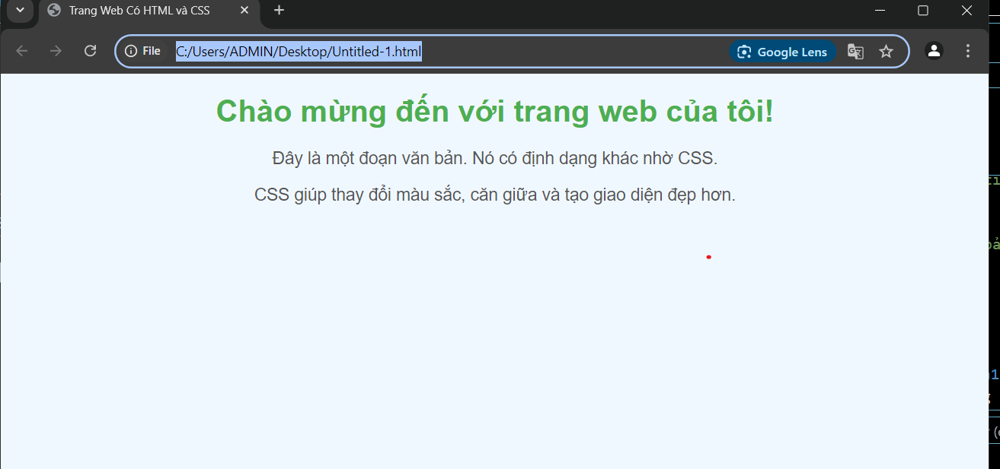 Trang Web Có HTML và CSS
File
C:/Users/ADMIN/Desktop/Untitled-1.html
Google Lens
Chào mừng đến với trang web của tôi!
Đây là một đoạn văn bản. Nó có định dạng khác nhờ CSS.
CSS giúp thay đổi màu sắc, căn giữa và tạo giao diện đẹp hơn.